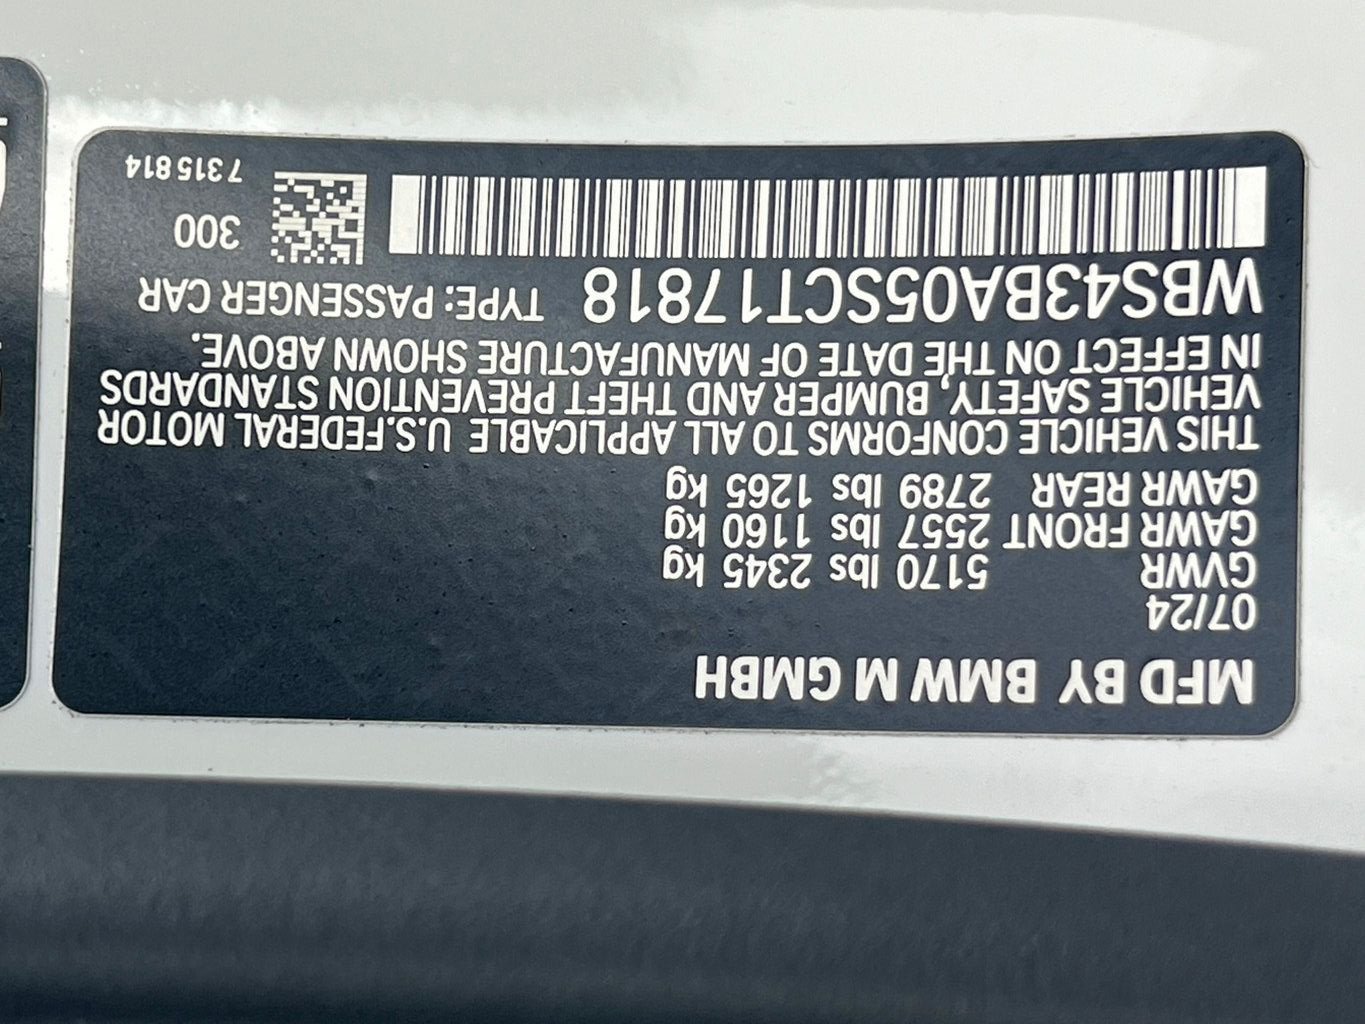 MFD BY BMW M GMBH
07/24
GVWR 5170 lbs 2345 kg
GAWR FRONT 2557 lbs 1160 kg
GAWR REAR 2789 lbs 1265 kg
THIS VEHICLE CONFORMS TO ALL APPLICABLE U.S.FEDERAL MOTOR
VEHICLE SAFETY, BUMPER AND THEFT PREVENTION STANDARDS
IN EFFECT ON THE DATE OF MANUFACTURE SHOWN ABOVE.
WBS43BA05SCT17818 TYPE: PASSENGER CAR
300
7315814